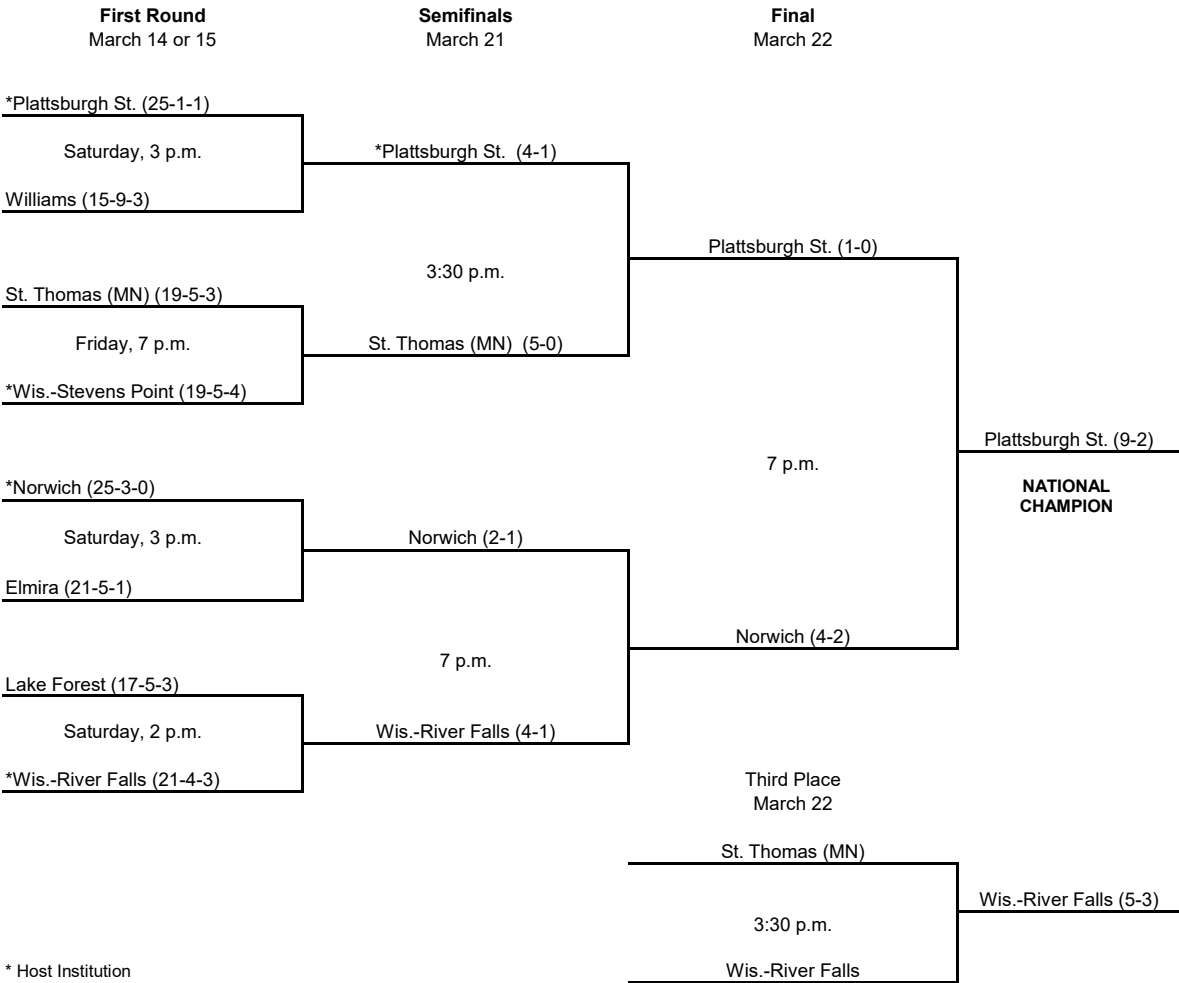 First Round
March 14 or 15
Semifinals
March 21
Final
March 22
*Plattsburgh St. (25-1-1)
Saturday, 3 p.m.
Williams (15-9-3)
St. Thomas (MN) (19-5-3)
Friday, 7 p.m.
*Wis.-Stevens Point (19-5-4)
*Norwich (25-3-0)
Saturday, 3 p.m.
Elmira (21-5-1)
Lake Forest (17-5-3)
Saturday, 2 p.m.
*Wis.-River Falls (21-4-3)
*Plattsburgh St.  (4-1)
3:30 p.m.
St. Thomas (MN)  (5-0)
Norwich (2-1)
7 p.m.
Wis.-River Falls (4-1)
Plattsburgh St. (1-0)
7 p.m.
Norwich (4-2)
Plattsburgh St. (9-2)
NATIONAL
CHAMPION
Third Place
March 22
St. Thomas (MN)
3:30 p.m.
Wis.-River Falls
Wis.-River Falls (5-3)
* Host Institution